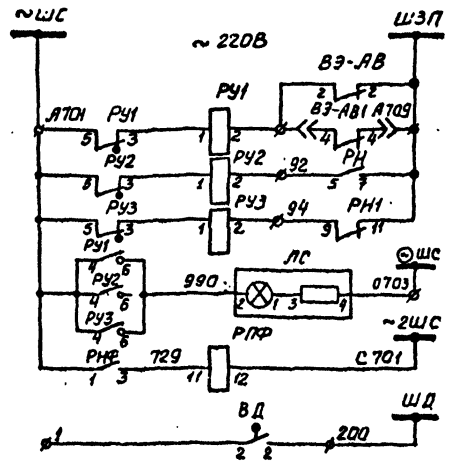 ~ШС ШЗП
~220В
ВЭ-АВ
2 2
А701 РУ1 РУ1 ВЭ-АВ1 А709
5 3 1 2 4 4
РУ2 РУ2 92 РН
3 1 2 5 7
РУ3 РУ3 94 РН1
5 3 1 2 9 11
РУ1
4 6
РУ2
4 6
РУ3
4 6
990 ЛС
2 1 3 4
0703
~ШС
РПФ
~2ШС
РНФ 729 С701
1 3 11 12
ШД
ВД
1 2 2 200